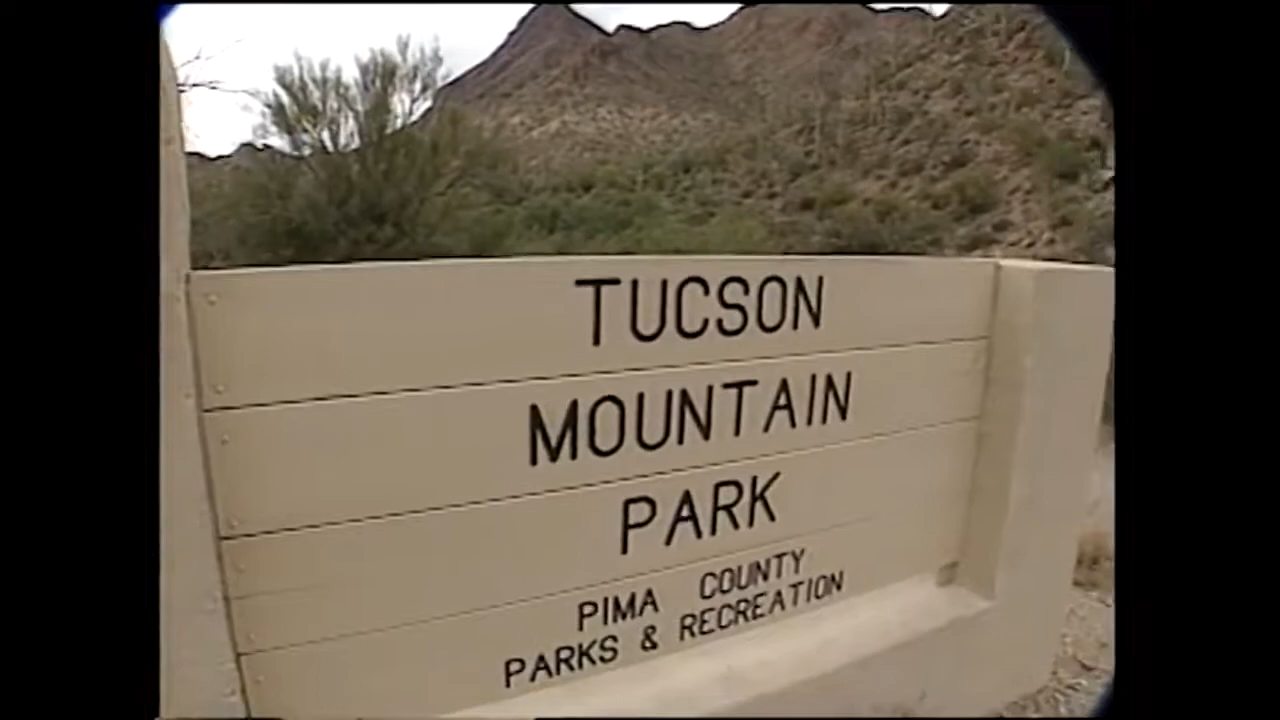 TUCSON
MOUNTAIN
PARK
PIMA COUNTY
PARKS & RECREATION